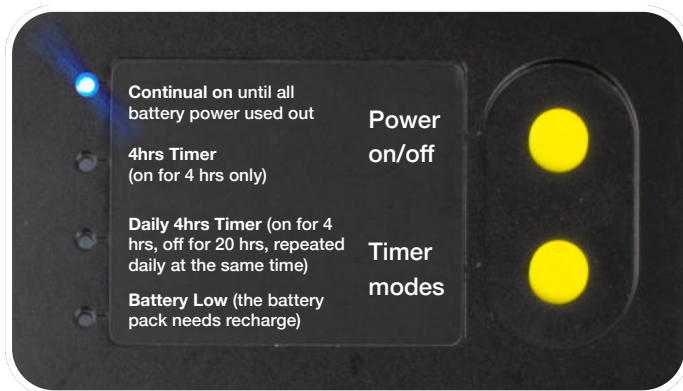 Continual on until all
battery power used out
4hrs Timer
(on for 4 hrs only)
Daily 4hrs Timer (on for 4
hrs, off for 20 hrs, repeated
daily at the same time)
Battery Low (the battery
pack needs recharge)
Power
on/off
Timer
modes